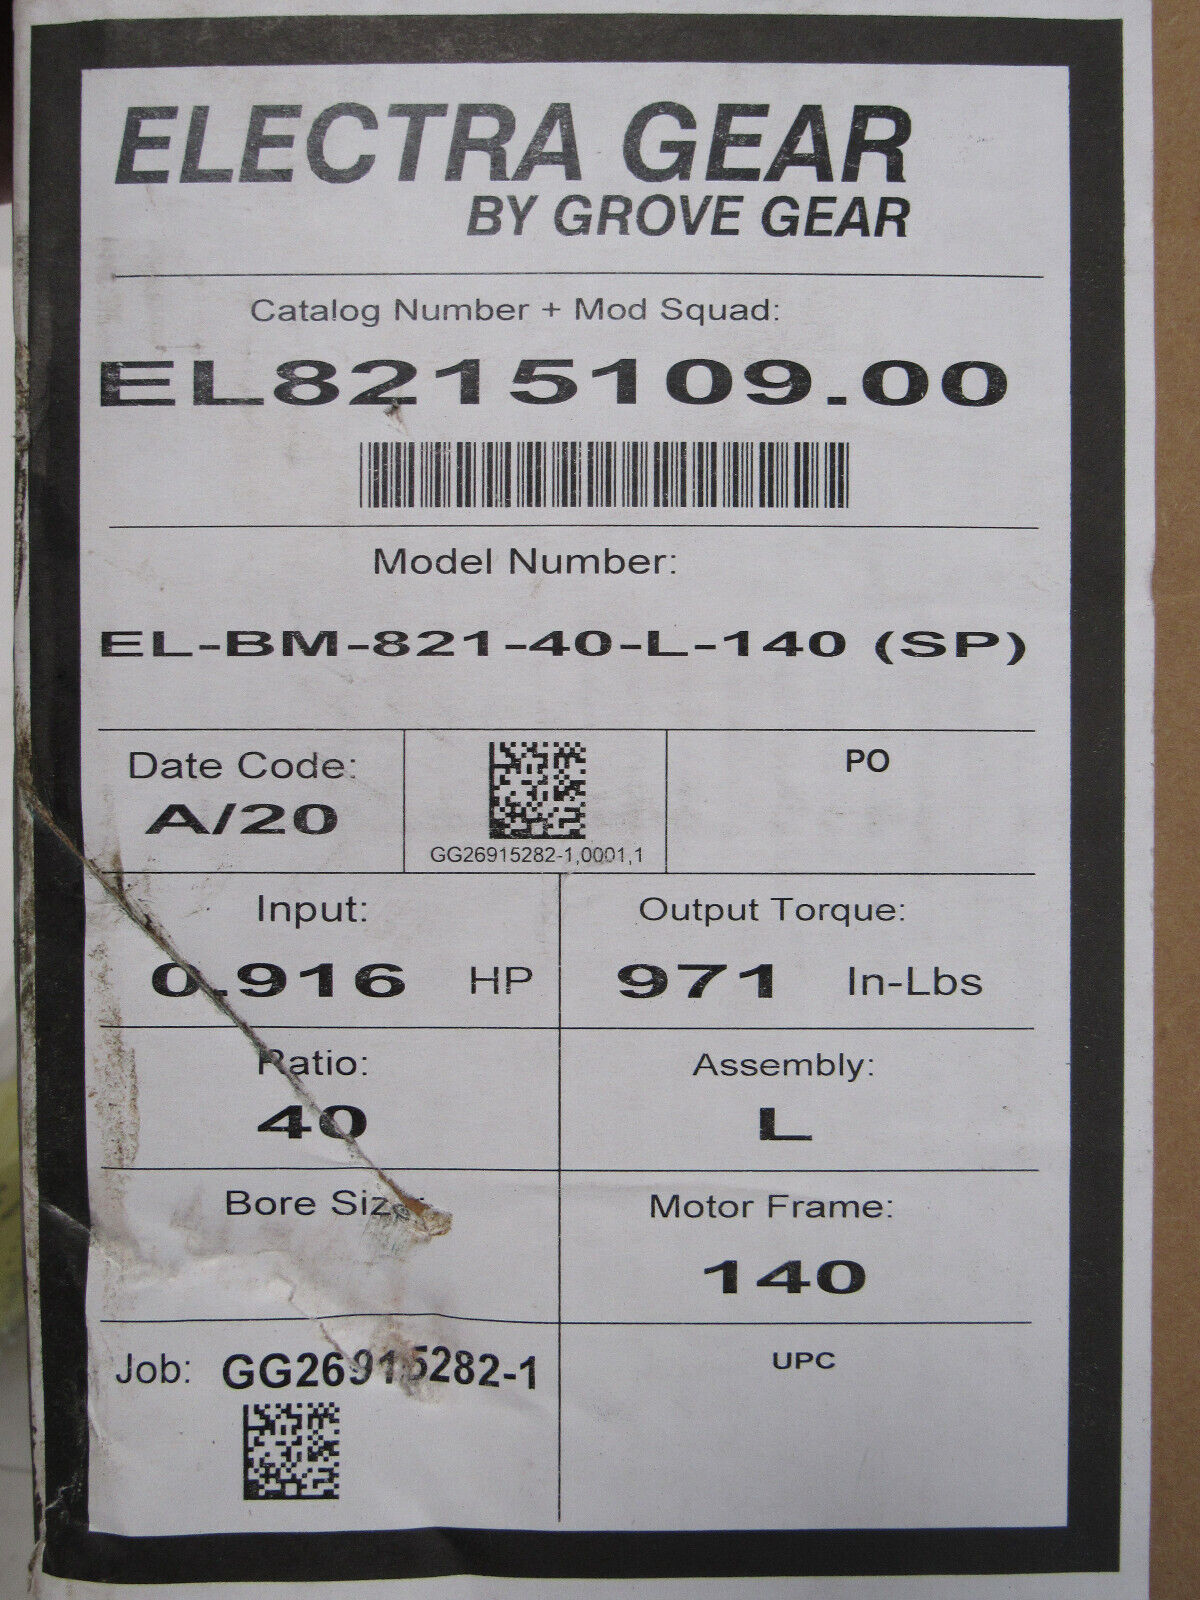 ELECTRA GEAR
BY GROVE GEAR
Catalog Number + Mod Squad:
EL8215109.00
Model Number:
EL-BM-821-40-L-140 (SP)
Date Code:
A/20
GG26915282-1,0001,1
PO
Input:
0.916 HP
Output Torque:
971 In-Lbs
Ratio:
40
Assembly:
L
Bore Size:
Motor Frame:
140
Job: GG26915282-1
UPC